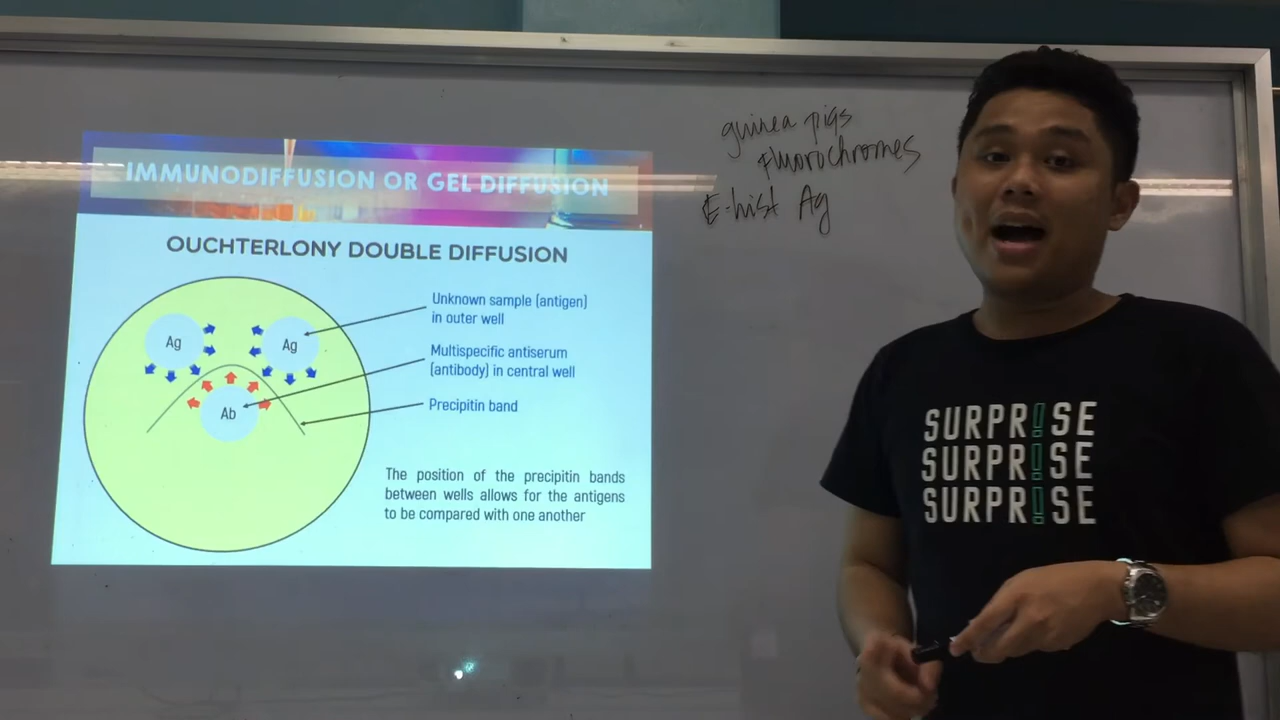 IMMUNODIFFUSION OR GEL DIFFUSION
OUCHTERLONY DOUBLE DIFFUSION
Ag
Ag
Ab
Unknown sample (antigen)
in outer well
Multispecific antiserum
(antibody) in central well
Precipitin band
The position of the precipitin bands
between wells allows for the antigens
to be compared with one another
guinea pigs
fluorochromes
E. hist Ag
SURPR!SE
SURPR!SE
SURPR!SE